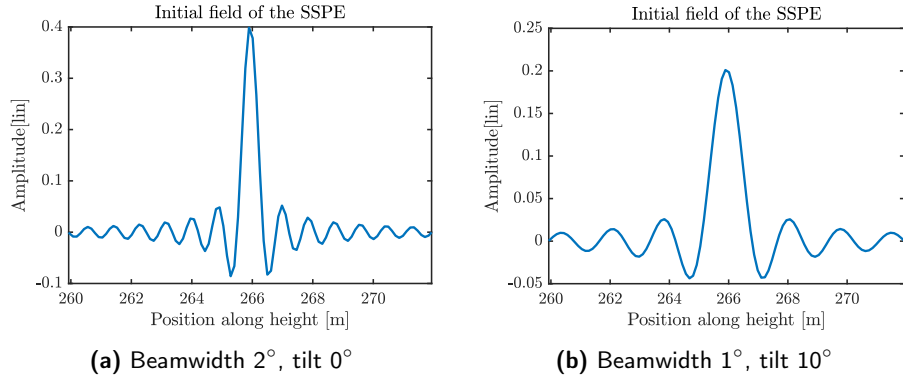 Initial field of the SSPE
0.4
0.3
0.2
0.1
0
-0.1
Amplitude[lin]
260 262 264 266 268 270
Position along height [m]
(a) Beamwidth 2°, tilt 0°
Initial field of the SSPE
0.25
0.2
0.15
0.1
0.05
0
-0.05
Amplitude[lin]
260 262 264 266 268 270
Position along height [m]
(b) Beamwidth 1°, tilt 10°